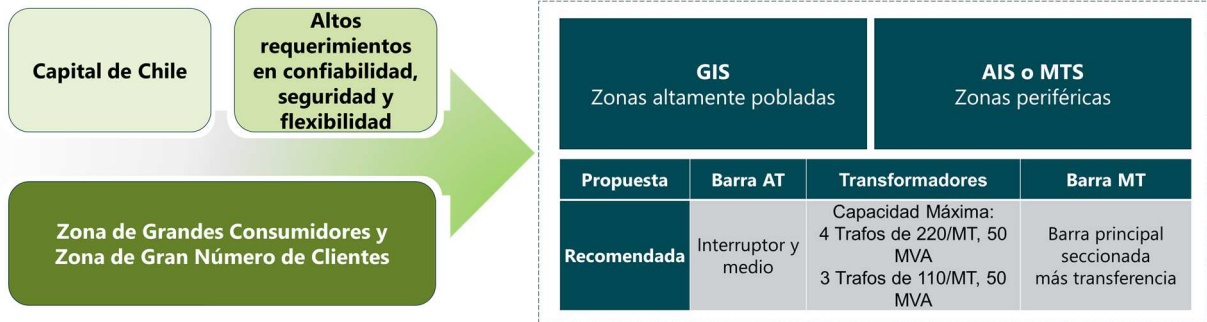 Capital de Chile
Altos
requerimientos
en confiabilidad,
seguridad y
flexibilidad
Zona de Grandes Consumidores y
Zona de Gran Número de Clientes
GIS
Zonas altamente pobladas
AIS o MTS
Zonas periféricas
Propuesta
Barra AT
Transformadores
Barra MT
Recomendada
Interruptor y
medio
Capacidad Máxima:
4 Trafos de 220/MT, 50
MVA
3 Trafos de 110/MT, 50
MVA
Barra principal
seccionada
más transferencia